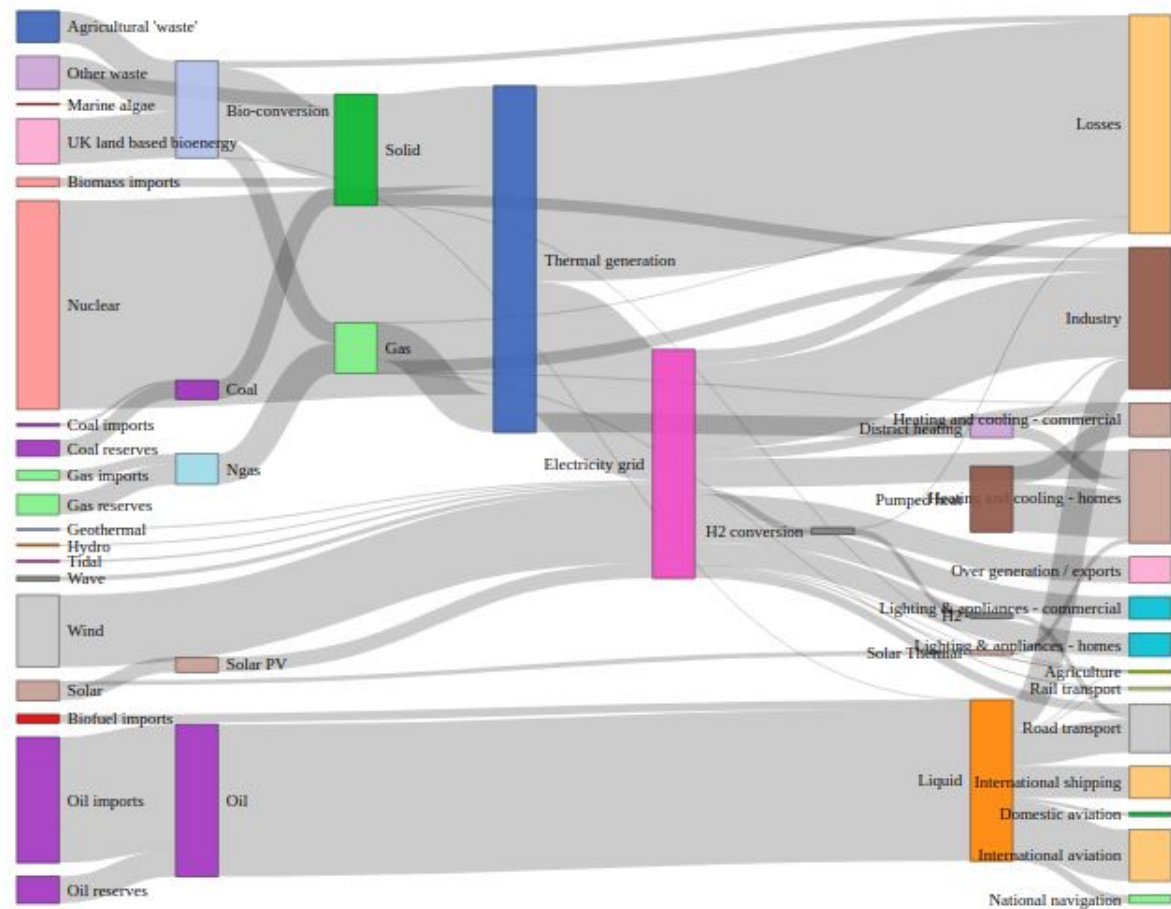 Agricultural 'waste'
Other waste
Marine algae
UK land based bioenergy
Biomass imports
Nuclear
Coal imports
Coal reserves
Gas imports
Gas reserves
Geothermal
Hydro
Tidal
Wave
Wind
Solar
Biofuel imports
Oil imports
Oil reserves
Bio-conversion
Coal
Ngas
Solar PV
Oil
Solid
Gas
Thermal generation
Electricity grid
H2 conversion
District heating
Pumped heat
H2
Solar Thermal
Liquid
Losses
Industry
Heating and cooling - commercial
Heating and cooling - homes
Over generation / exports
Lighting & appliances - commercial
Lighting & appliances - homes
Agriculture
Rail transport
Road transport
International shipping
Domestic aviation
International aviation
National navigation